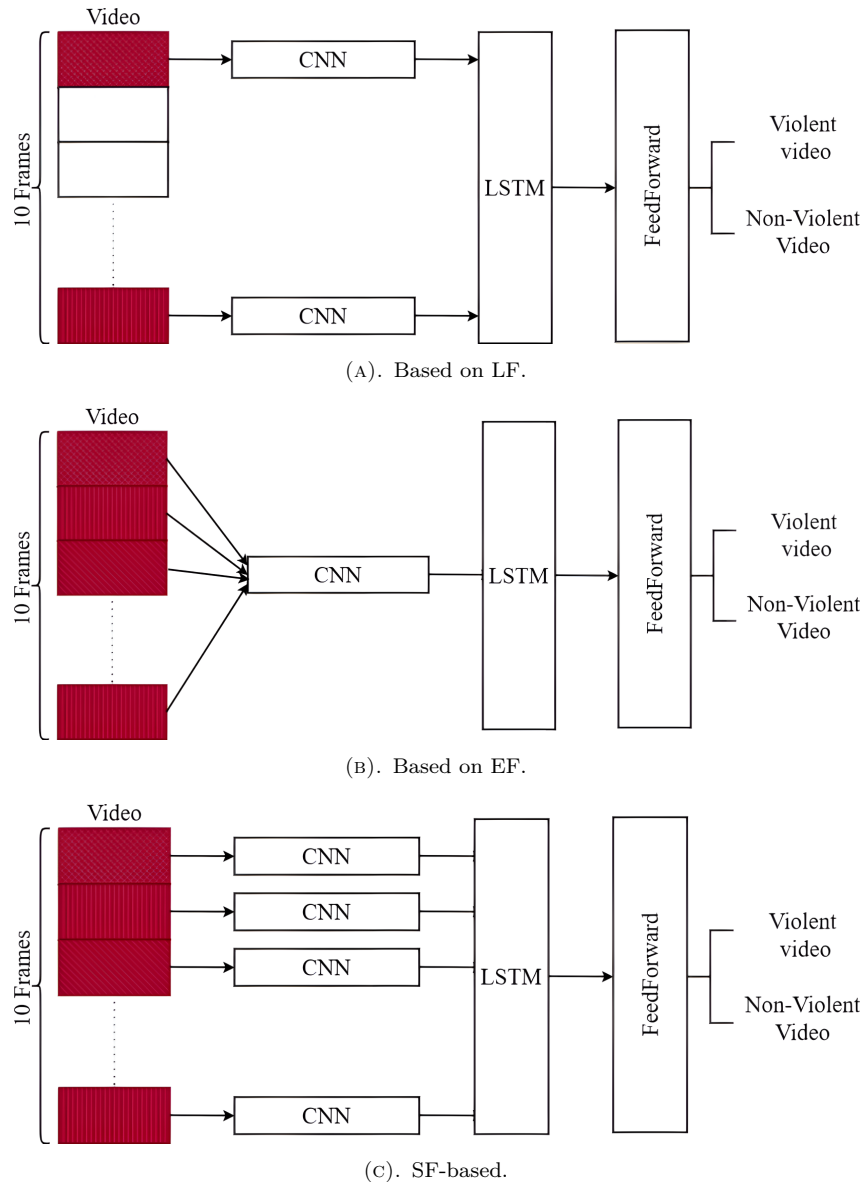 Video
10 Frames
CNN
CNN
LSTM
FeedForward
Violent
video
Non-Violent
Video
(A). Based on LF.
Video
10 Frames
CNN
LSTM
FeedForward
Violent
video
Non-Violent
Video
(B). Based on EF.
Video
10 Frames
CNN
CNN
CNN
CNN
LSTM
FeedForward
Violent
video
Non-Violent
Video
(C). SF-based.